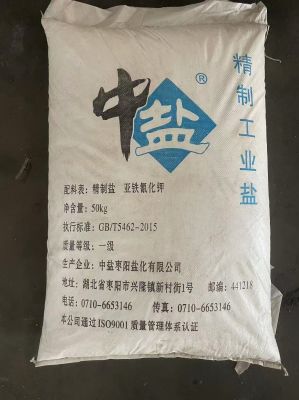 中盐®
精制工业盐
配料表：精制盐 亚铁氰化钾
净含量：50kg
执行标准：GB/T5462-2015
质量等级：一级
生产企业：中盐枣阳盐化有限公司
地址：湖北省枣阳市兴隆镇新村街1号 邮编：441218
电话：0710-6653146 传真：0710-6653146
本公司通过ISO9001质量管理体系认证